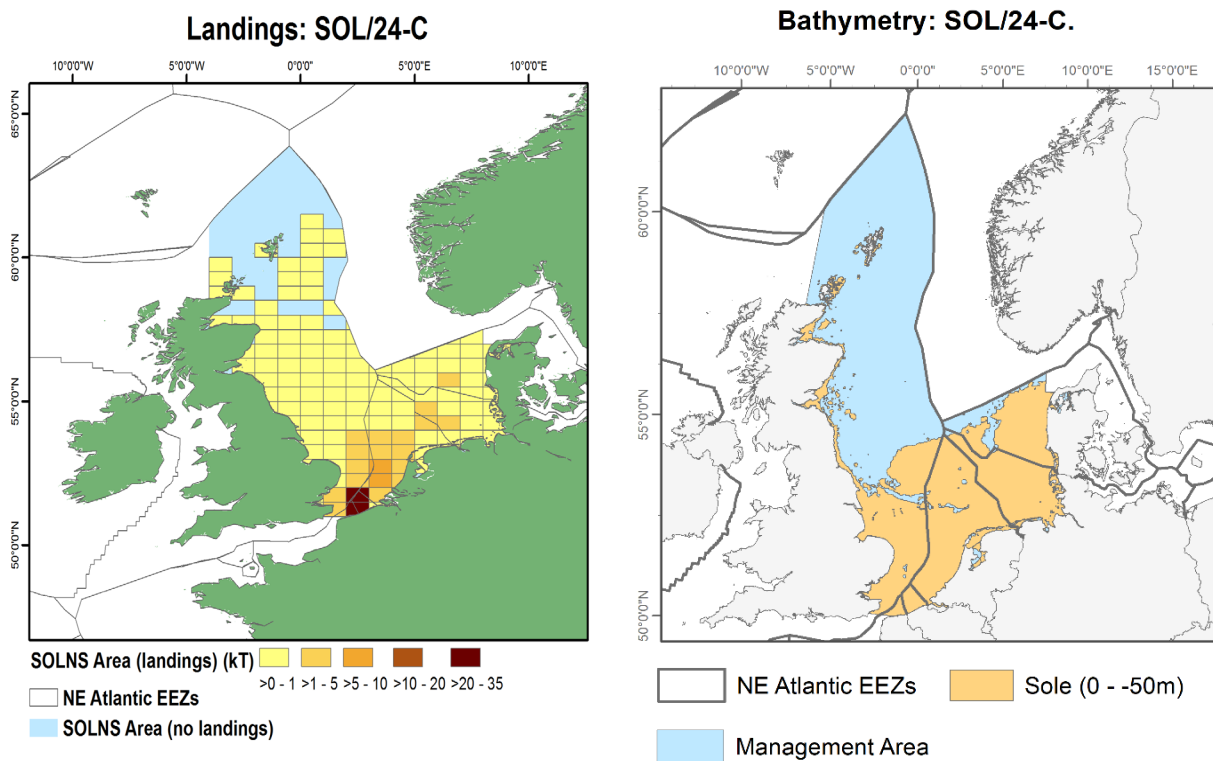 Landings: SOL/24-C
10°0'0"W 5°0'0"W 0°0'0" 5°0'0"E 10°0'0"E
65°0'0"N
60°0'0"N
55°0'0"N
50°0'0"N
SOLNS Area (landings) (kT)
>0 - 1 >1 - 5 >5 - 10 >10 - 20 >20 - 35
NE Atlantic EEZs
SOLNS Area (no landings)
Bathymetry: SOL/24-C.
10°0'0"W 5°0'0"W 0°0'0" 5°0'0"E 10°0'0"E 15°0'0"E
60°0'0"N
55°0'0"N
50°0'0"N
NE Atlantic EEZs Sole (0 - -50m)
Management Area